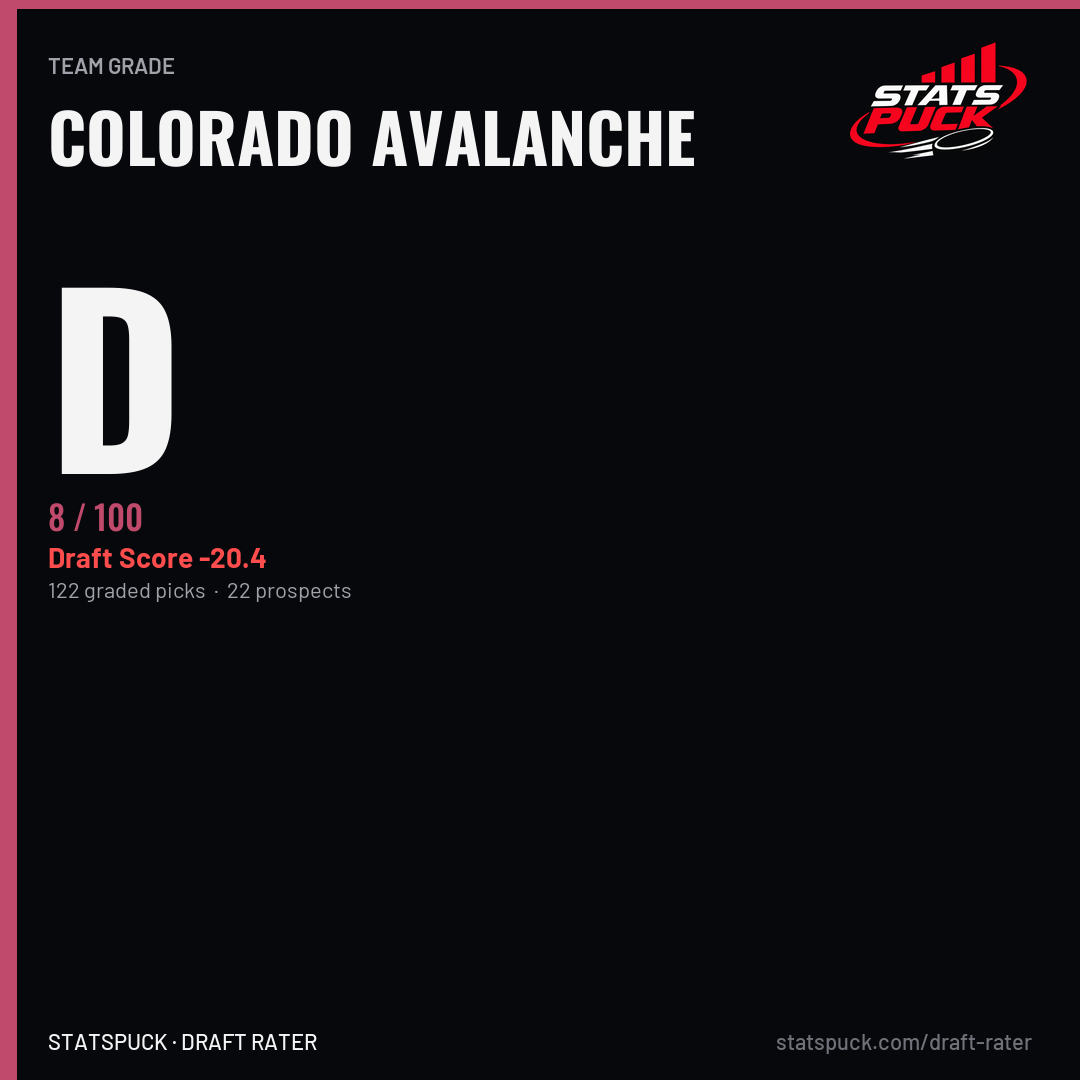 TEAM GRADE
COLORADO AVALANCHE
STATS
PUCK
D
8 / 100
Draft Score -20.4
122 graded picks · 22 prospects
STATSPUCK · DRAFT RATER
statspuck.com/draft-rater